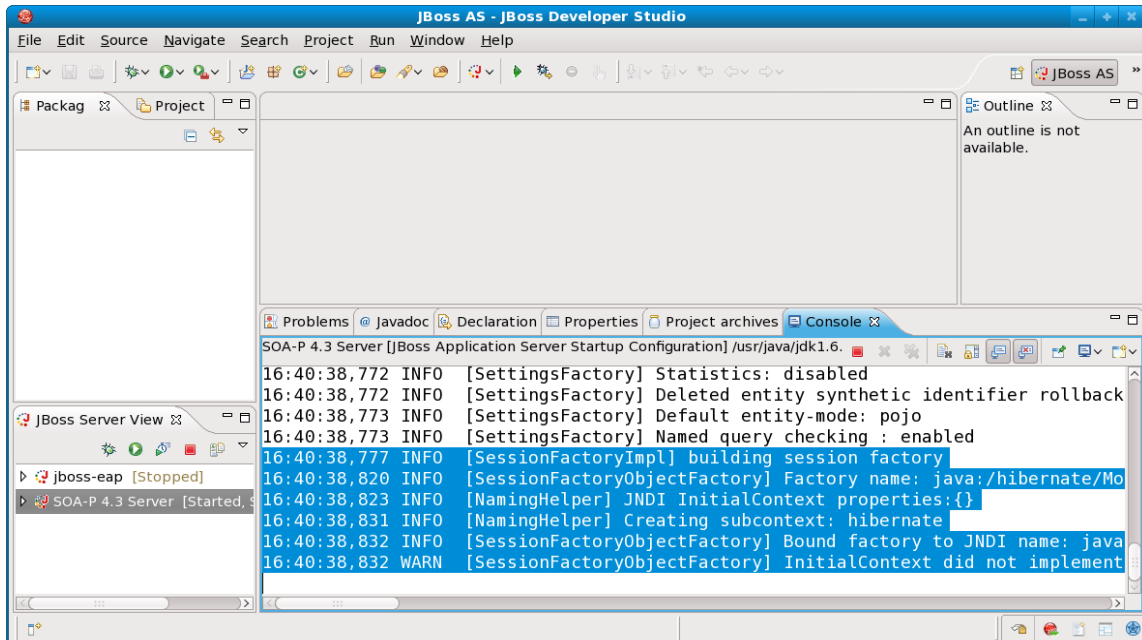 JBoss AS - JBoss Developer Studio
File Edit Source Navigate Search Project Run Window Help
JBoss AS »
Packag Project
Outline
An outline is not
available.
Problems @ Javadoc Declaration Properties Project archives Console
SOA-P 4.3 Server [JBoss Application Server Startup Configuration] /usr/java/jdk1.6.
16:40:38,772 INFO [SettingsFactory] Statistics: disabled
16:40:38,772 INFO [SettingsFactory] Deleted entity synthetic identifier rollback
16:40:38,773 INFO [SettingsFactory] Default entity-mode: pojo
16:40:38,773 INFO [SettingsFactory] Named query checking : enabled
16:40:38,777 INFO [SessionFactoryImpl] building session factory
16:40:38,820 INFO [SessionFactoryObjectFactory] Factory name: java:/hibernate/Mo
16:40:38,823 INFO [NamingHelper] JNDI InitialContext properties:{}
16:40:38,831 INFO [NamingHelper] Creating subcontext: hibernate
16:40:38,832 INFO [SessionFactoryObjectFactory] Bound factory to JNDI name: java
16:40:38,832 WARN [SessionFactoryObjectFactory] InitialContext did not implement
JBoss Server View
jboss-eap [Stopped]
SOA-P 4.3 Server [Started, S